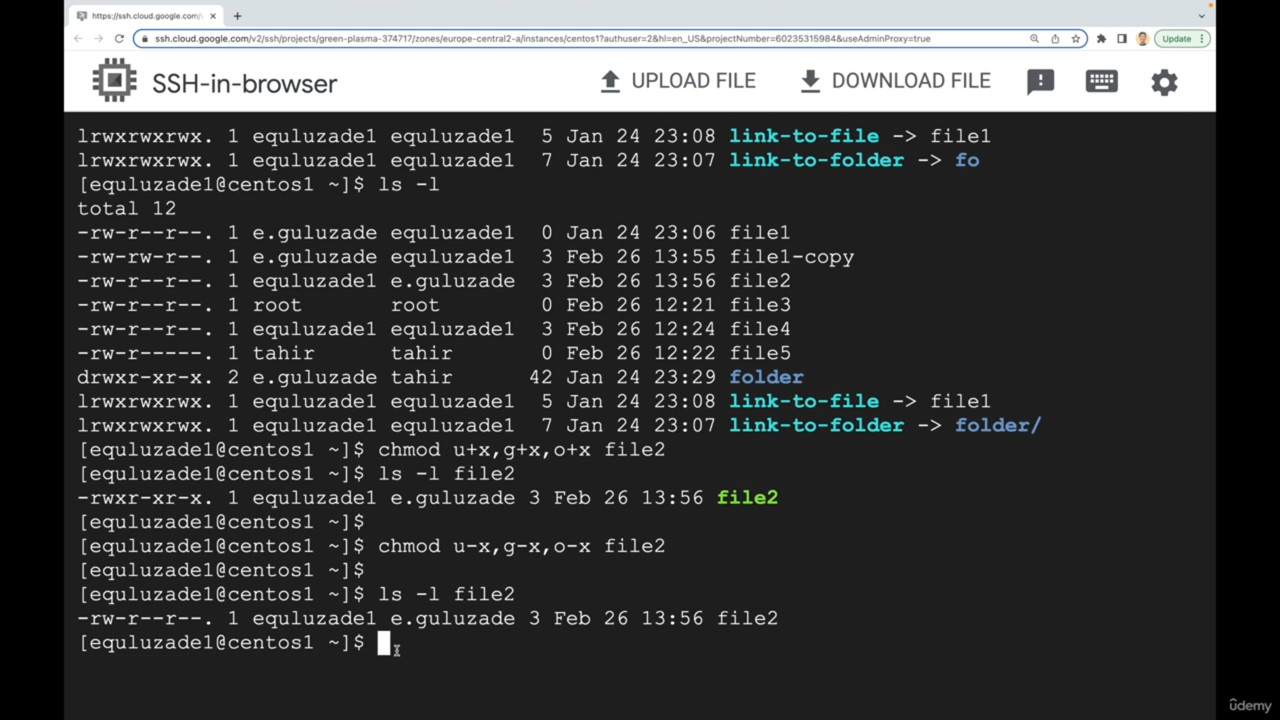 https://ssh.cloud.google.com/v
ssh.cloud.google.com/v2/ssh/projects/green-plasma-374717/zones/europe-central2-a/instances/centos1?authuser=2&hl=en_US&projectNumber=60235315984&useAdminProxy=true
Update
SSH-in-browser
UPLOAD FILE
DOWNLOAD FILE
lrwxrwxrwx. 1 equluzade1 equluzade1  5 Jan 24 23:08 link-to-file -> file1
lrwxrwxrwx. 1 equluzade1 equluzade1  7 Jan 24 23:07 link-to-folder -> fo
[equluzade1@centos1 ~]$ ls -l
total 12
-rw-r--r--. 1 e.guluzade equluzade1  0 Jan 24 23:06 file1
-rw-rw-r--. 1 e.guluzade equluzade1  3 Feb 26 13:55 file1-copy
-rw-r--r--. 1 equluzade1 e.guluzade  3 Feb 26 13:56 file2
-rw-r--r--. 1 root       root        0 Feb 26 12:21 file3
-rw-r--r--. 1 equluzade1 equluzade1  3 Feb 26 12:24 file4
-rw-r-----. 1 tahir      tahir       0 Feb 26 12:22 file5
drwxr-xr-x. 2 e.guluzade tahir      42 Jan 24 23:29 folder
lrwxrwxrwx. 1 equluzade1 equluzade1  5 Jan 24 23:08 link-to-file -> file1
lrwxrwxrwx. 1 equluzade1 equluzade1  7 Jan 24 23:07 link-to-folder -> folder/
[equluzade1@centos1 ~]$ chmod u+x,g+x,o+x file2
[equluzade1@centos1 ~]$ ls -l file2
-rwxr-xr-x. 1 equluzade1 e.guluzade 3 Feb 26 13:56 file2
[equluzade1@centos1 ~]$
[equluzade1@centos1 ~]$ chmod u-x,g-x,o-x file2
[equluzade1@centos1 ~]$
[equluzade1@centos1 ~]$ ls -l file2
-rw-r--r--. 1 equluzade1 e.guluzade 3 Feb 26 13:56 file2
[equluzade1@centos1 ~]$
ûdemy